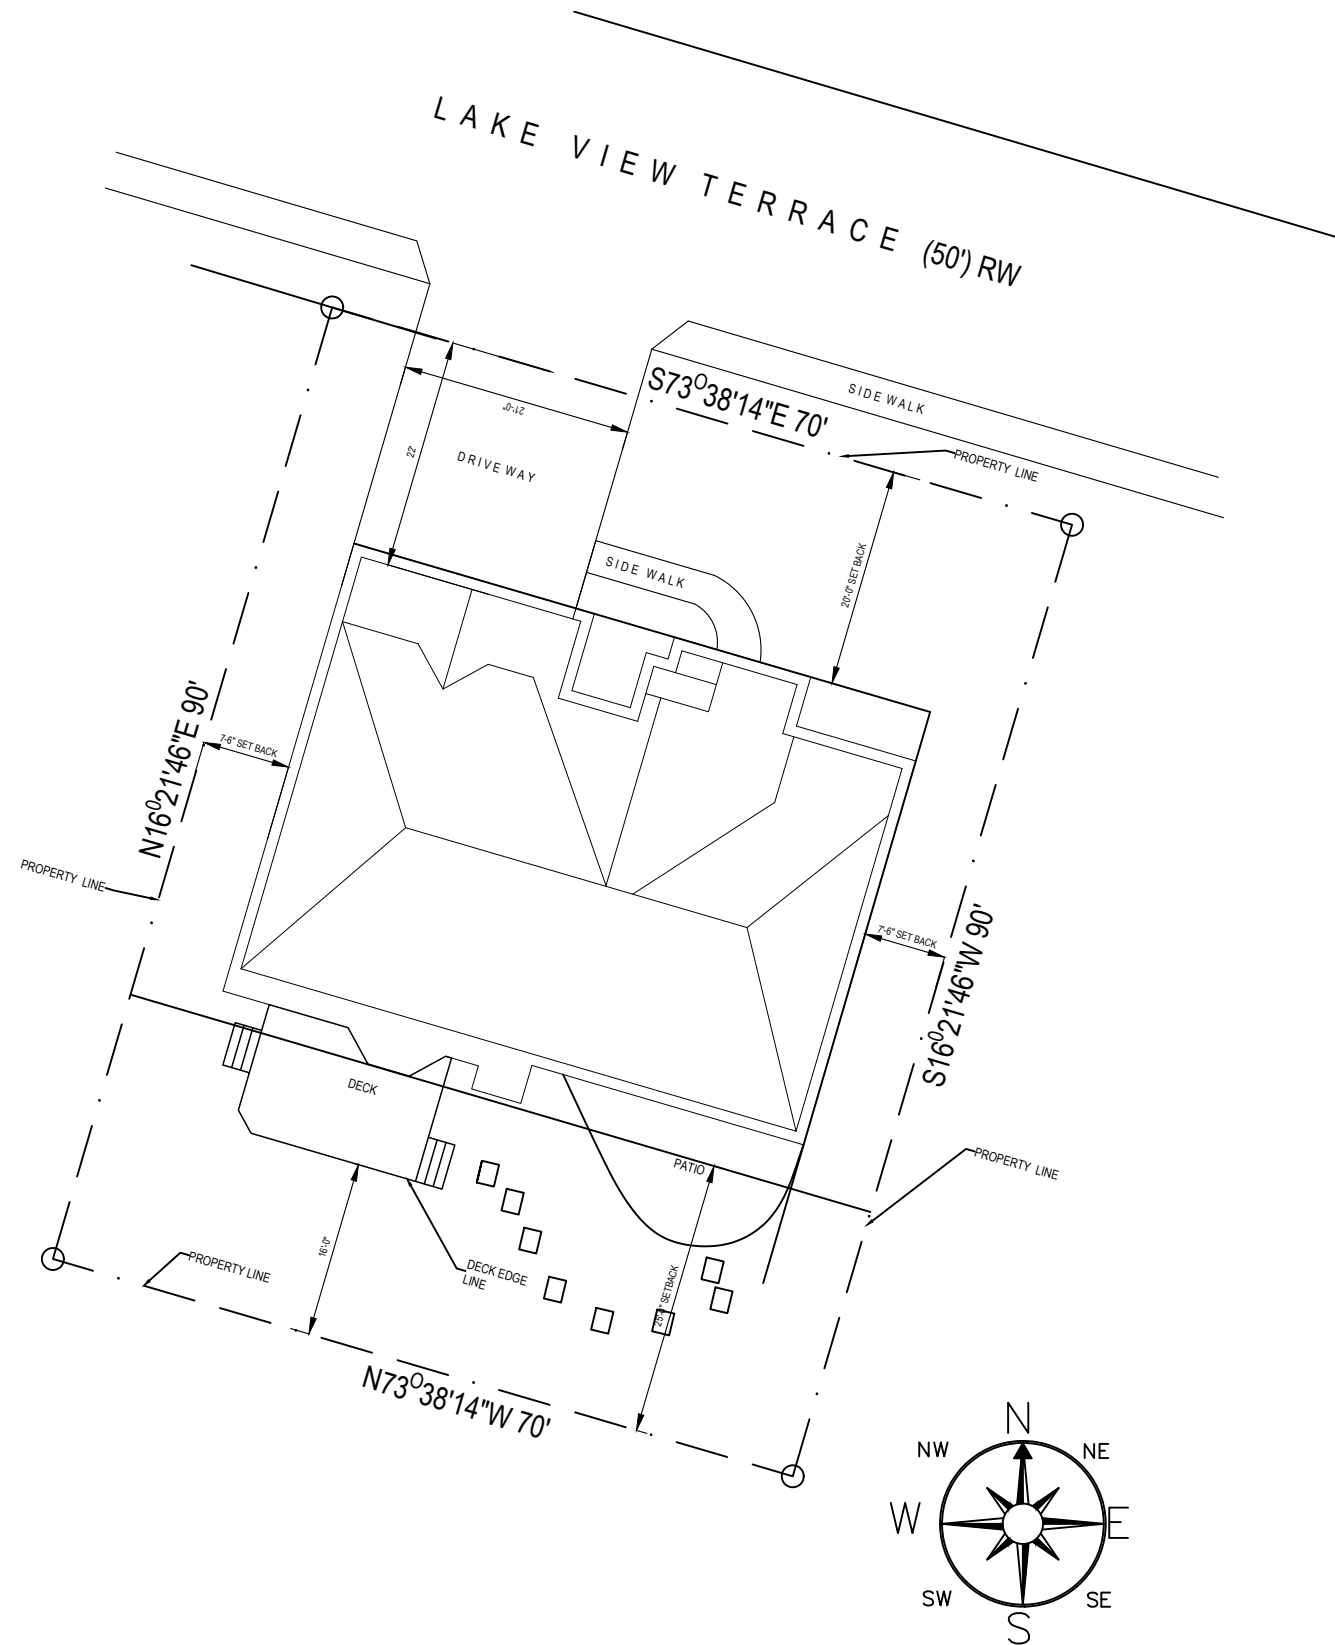 LAKE VIEW TERRACE (50') RW
SIDE WALK
S73°38'14"E 70'
21'-0"
22'
DRIVE WAY
PROPERTY LINE
SIDE WALK
20'-0" SET BACK
N16°21'46"E 90'
7'-6" SET BACK
PROPERTY LINE
7'-6" SET BACK
S16°21'46"W 90'
DECK
PATIO
PROPERTY LINE
16'-0"
PROPERTY LINE
DECK EDGE
LINE
SETBACK
N73°38'14"W 70'
N
NW
NE
W
E
SW
SE
S